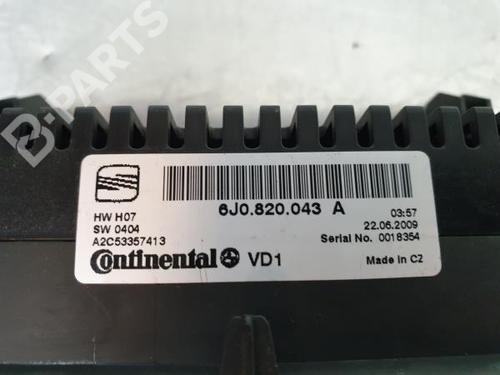 B-PARTS
6J0.820.043 A
HW H07
SW 0404
A2C53357413
03:57
22.06.2009
Serial No. 0018354
Continental VD1
Made in C2